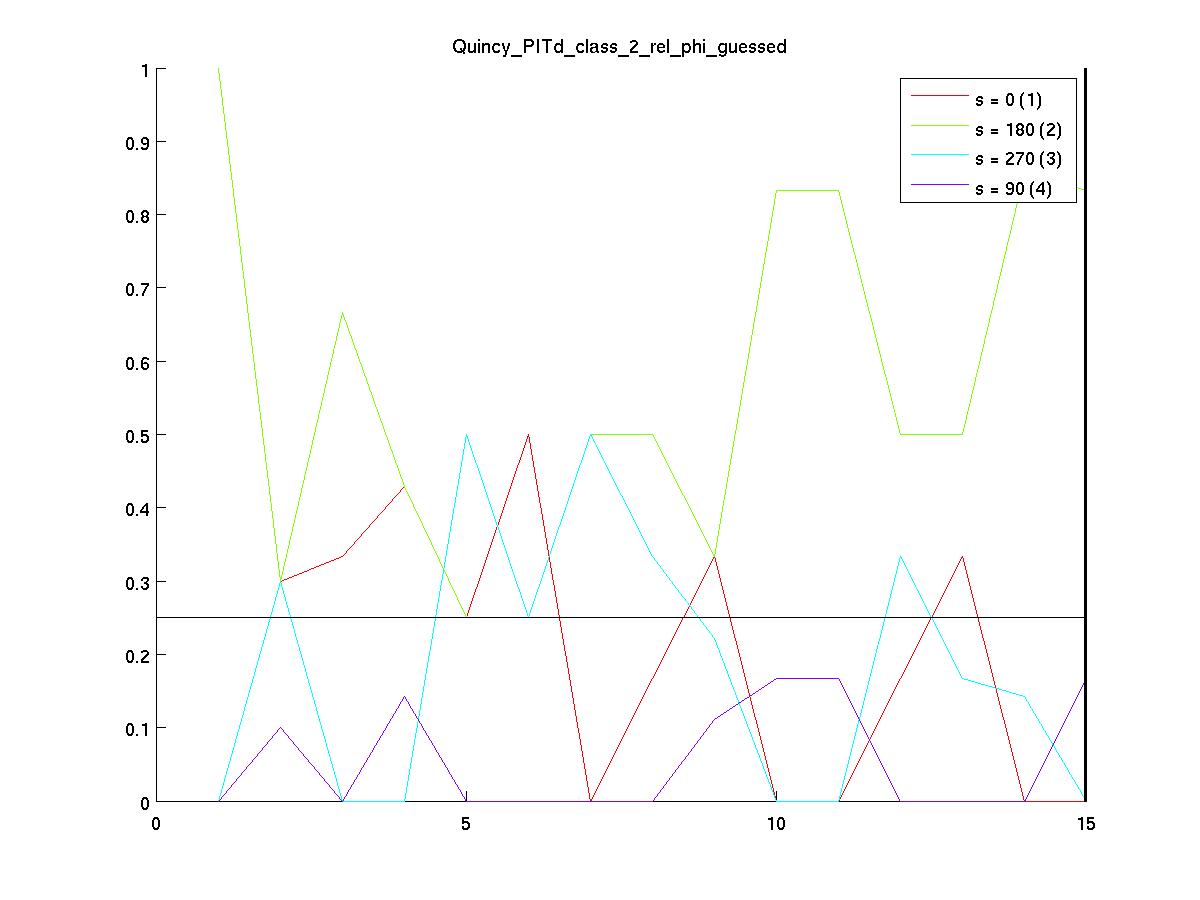 Quincy_PITd_class_2_rel_phi_guessed
1
0.9
0.8
0.7
0.6
0.5
0.4
0.3
0.2
0.1
0
0 5 10 15
s = 0 (1)
s = 180 (2)
s = 270 (3)
s = 90 (4)